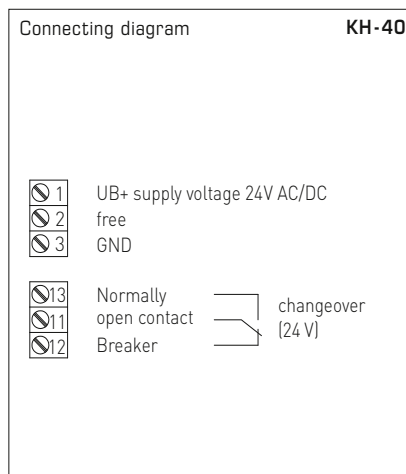 Connecting diagram KH-40
1 UB+ supply voltage 24V AC/DC
2 free
3 GND
13 Normally
11 open contact
12 Breaker
changeover
(24 V)